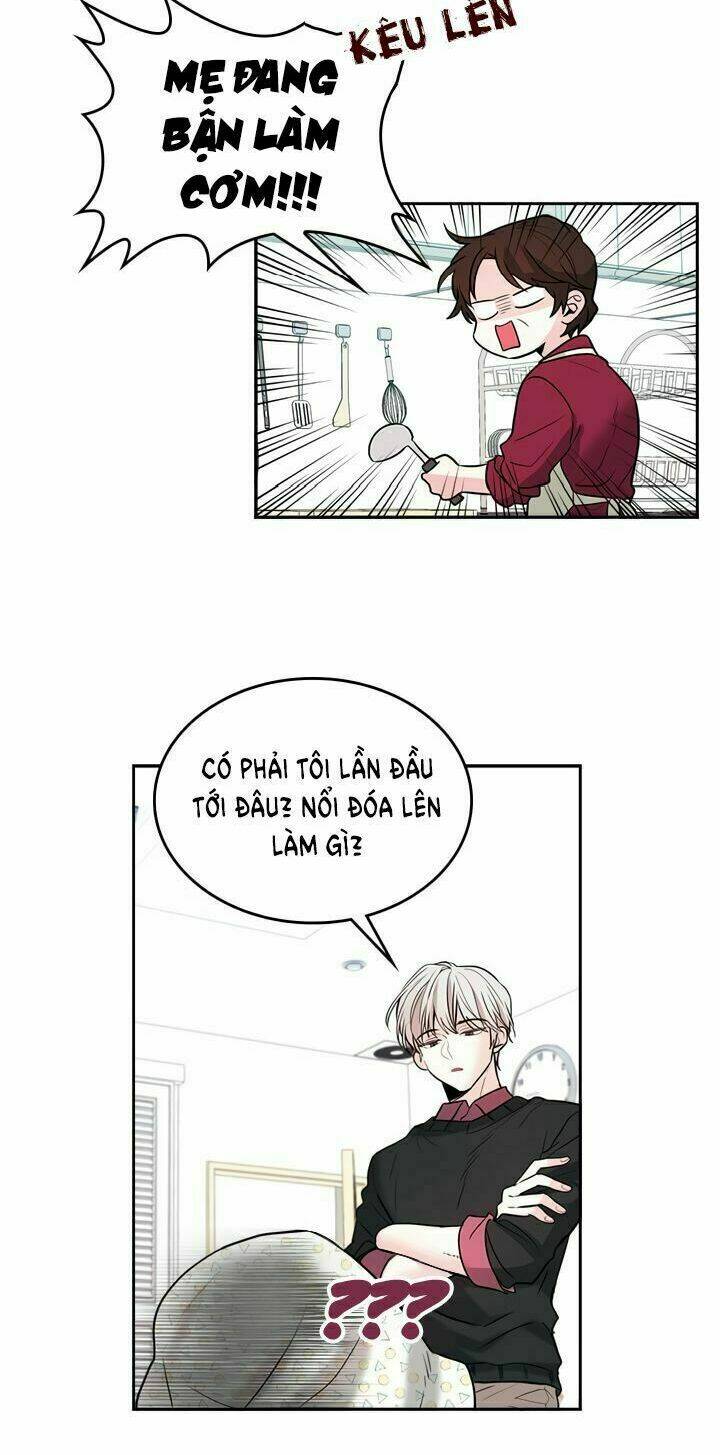 KÊU LÊN
MẸ ĐANG
BẬN LÀM
CƠM!!!
CÓ PHẢI TÔI LẦN ĐẦU
TỚI ĐÂU? NỔI ĐÓA LÊN
LÀM GÌ?
???